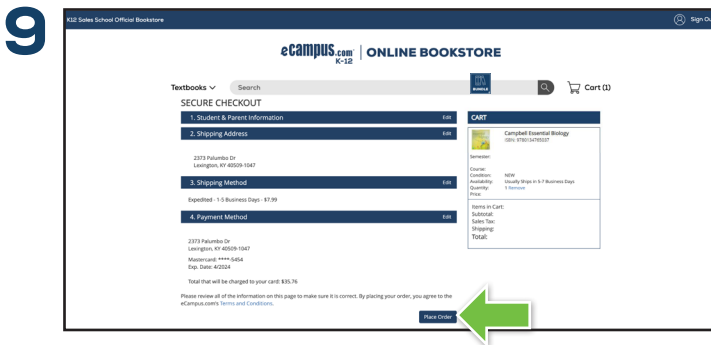 9
K12 Sales School Official Bookstore
Sign Ou
eCampus.com K-12 | ONLINE BOOKSTORE
Textbooks
Search
BUNDLE
Cart (1)
SECURE CHECKOUT
1. Student & Parent Information Edit
2. Shipping Address Edit
2373 Palumbo Dr
Lexington, KY 40509-1047
3. Shipping Method Edit
Expedited - 1-5 Business Days - $7.99
4. Payment Method Edit
2373 Palumbo Dr
Lexington, KY 40509-1047
Mastercard: ****-5454
Exp. Date: 4/2024
Total that will be charged to your card: $35.76
Please review all of the information on this page to make sure it is correct. By placing your order, you agree to the
eCampus.com's Terms and Conditions.
Place Order
CART
Campbell Essential Biology
Semester:
Course:
Condition: NEW
Availability: Usually Ships in 5-7 Business Days
Quantity: Remove
Price:
Items in Cart:
Subtotal:
Sales Tax:
Shipping:
Total: